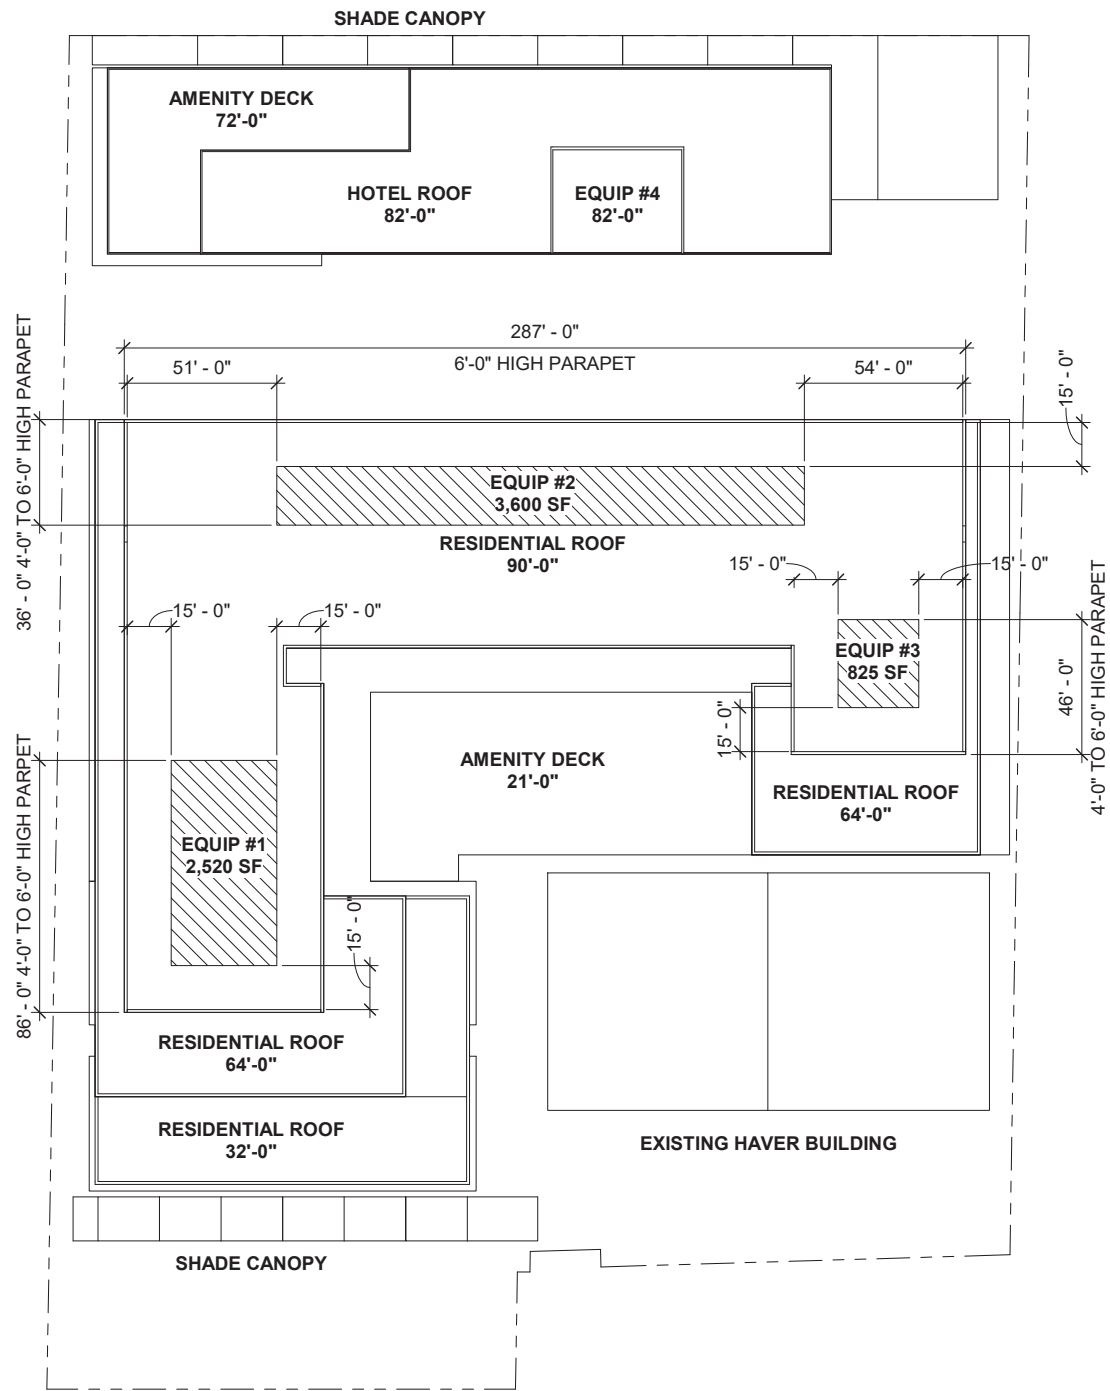 SHADE CANOPY
AMENITY DECK
72'-0"
HOTEL ROOF
82'-0"
EQUIP #4
82'-0"
287' - 0"
6'-0" HIGH PARAPET
51' - 0"
54' - 0"
15' - 0"
36' - 0" 4'-0" TO 6'-0" HIGH PARAPET
EQUIP #2
3,600 SF
RESIDENTIAL ROOF
90'-0"
15' - 0"
15' - 0"
15' - 0"
15' - 0"
EQUIP #3
825 SF
46' - 0"
4'-0" TO 6'-0" HIGH PARAPET
15' - 0"
AMENITY DECK
21'-0"
RESIDENTIAL ROOF
64'-0"
86' - 0" 4'-0" TO 6'-0" HIGH PARPET
EQUIP #1
2,520 SF
15' - 0"
RESIDENTIAL ROOF
64'-0"
RESIDENTIAL ROOF
32'-0"
EXISTING HAVER BUILDING
SHADE CANOPY